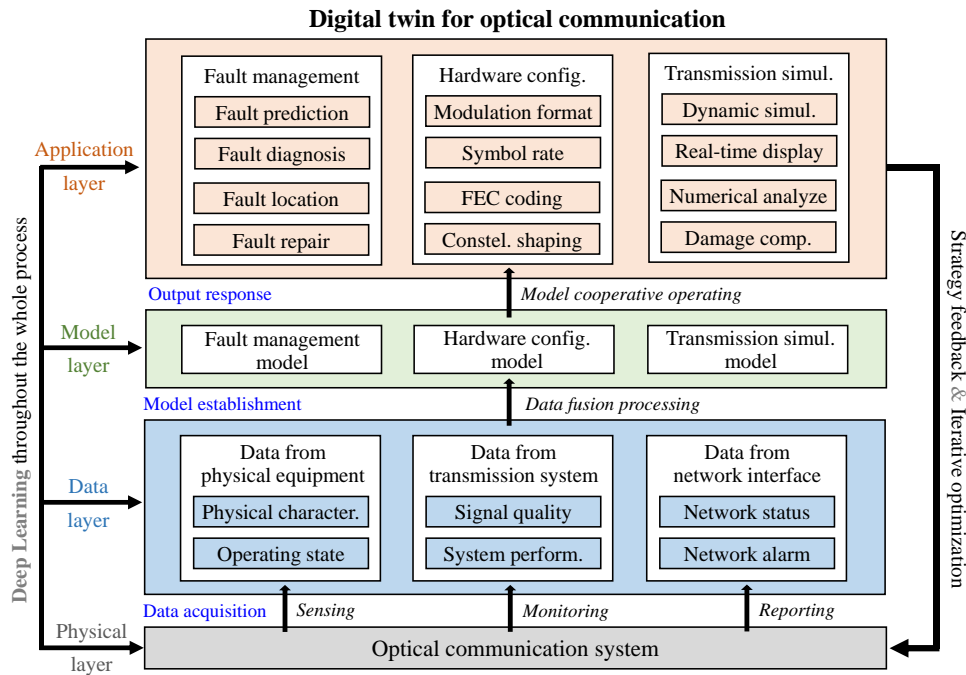 Digital twin for optical communication
Fault management
Fault prediction
Fault diagnosis
Fault location
Fault repair
Hardware config.
Modulation format
Symbol rate
FEC coding
Constel. shaping
Transmission simul.
Dynamic simul.
Real-time display
Numerical analyze
Damage comp.
Application
layer
Output response
Model cooperative operating
Model
layer
Fault management
model
Hardware config.
model
Transmission simul.
model
Model establishment
Data fusion processing
Data
layer
Data from
physical equipment
Physical character.
Operating state
Data from
transmission system
Signal quality
System perform.
Data from
network interface
Network status
Network alarm
Data acquisition
Sensing
Monitoring
Reporting
Physical
layer
Optical communication system
Deep Learning throughout the whole process
Strategy feedback & Iterative optimization